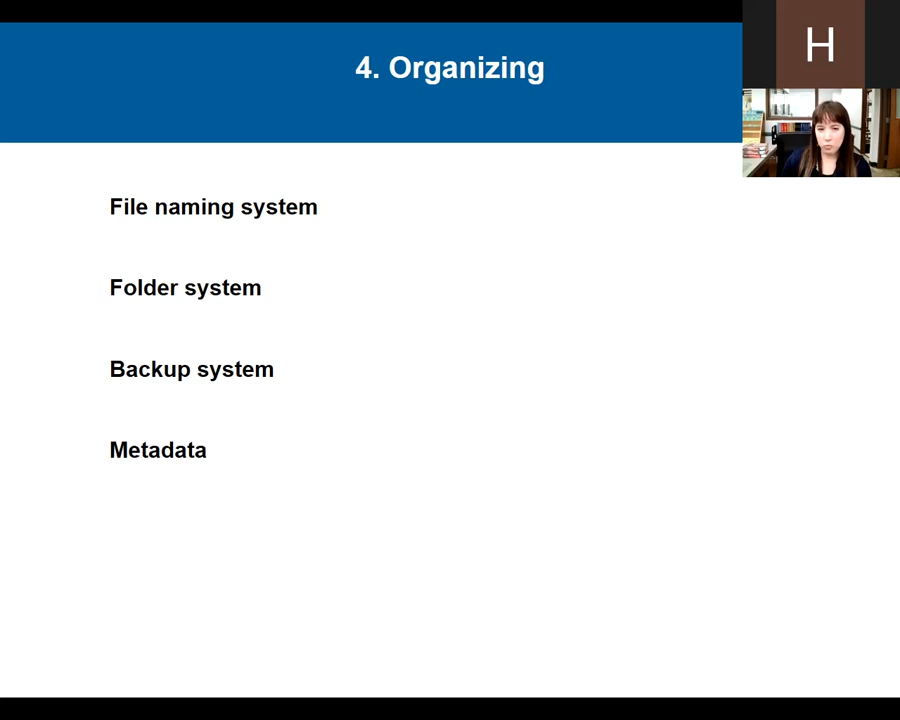 4. Organizing
H
File naming system
Folder system
Backup system
Metadata